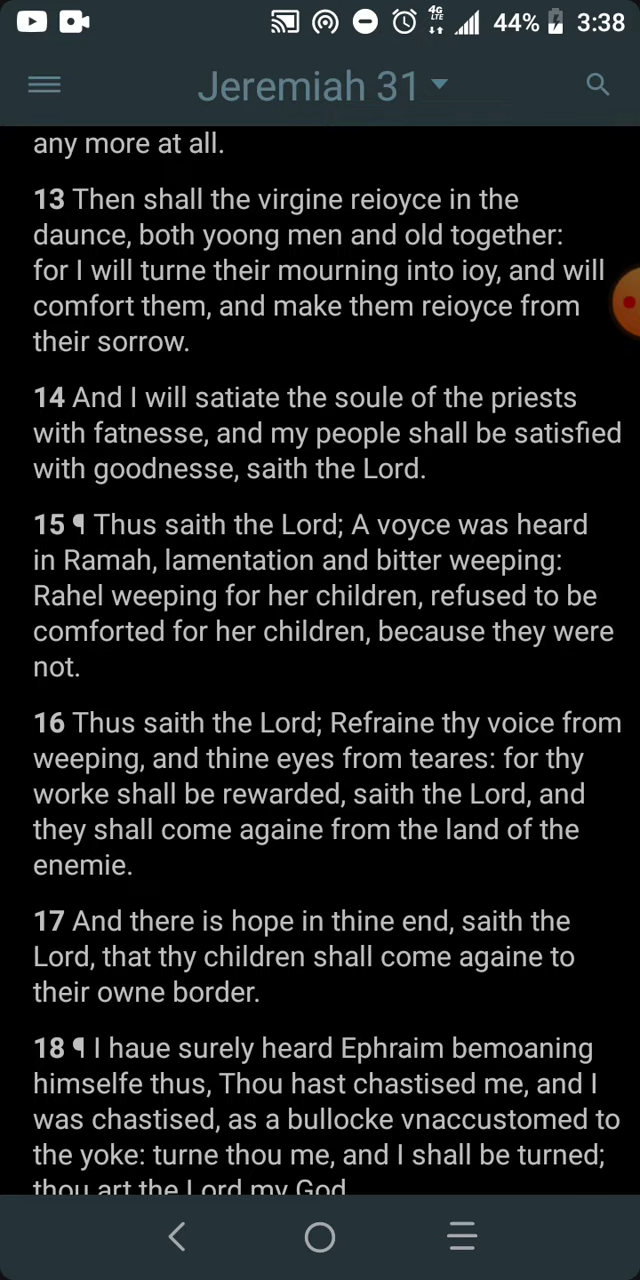 4G
LTE
44%
3:38
Jeremiah 31
any more at all.
13 Then shall the virgine reioyce in the
daunce, both yoong men and old together:
for I will turne their mourning into ioy, and will
comfort them, and make them reioyce from
their sorrow.
14 And I will satiate the soule of the priests
with fatnesse, and my people shall be satisfied
with goodnesse, saith the Lord.
15 ¶ Thus saith the Lord; A voyce was heard
in Ramah, lamentation and bitter weeping:
Rahel weeping for her children, refused to be
comforted for her children, because they were
not.
16 Thus saith the Lord; Refraine thy voice from
weeping, and thine eyes from teares: for thy
worke shall be rewarded, saith the Lord, and
they shall come againe from the land of the
enemie.
17 And there is hope in thine end, saith the
Lord, that thy children shall come againe to
their owne border.
18 ¶ I haue surely heard Ephraim bemoaning
himselfe thus, Thou hast chastised me, and I
was chastised, as a bullocke vnaccustomed to
the yoke: turne thou me, and I shall be turned;
thou art the Lord my God